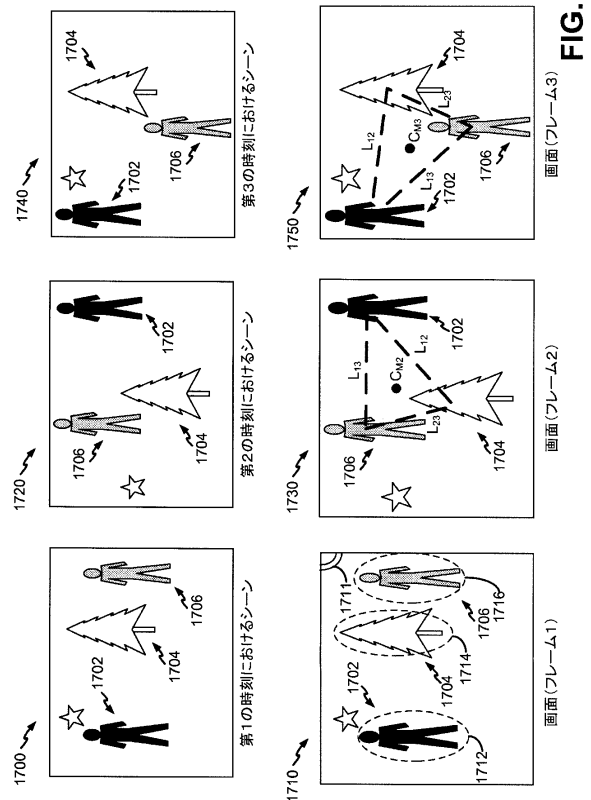 1700
1702
1704
1706
第1の時刻におけるシーン
1720
1702
1706
1704
第2の時刻におけるシーン
1740
1704
1702
1706
第3の時刻におけるシーン
1710
1702
1711
1712
1704
1714
1706
1716
画面(フレーム1)
1730
L13
L12
CM2
L23
1702
1706
1704
画面(フレーム2)
1750
1704
L12
L23
CM3
L13
1702
1706
画面(フレーム3)
FIG.